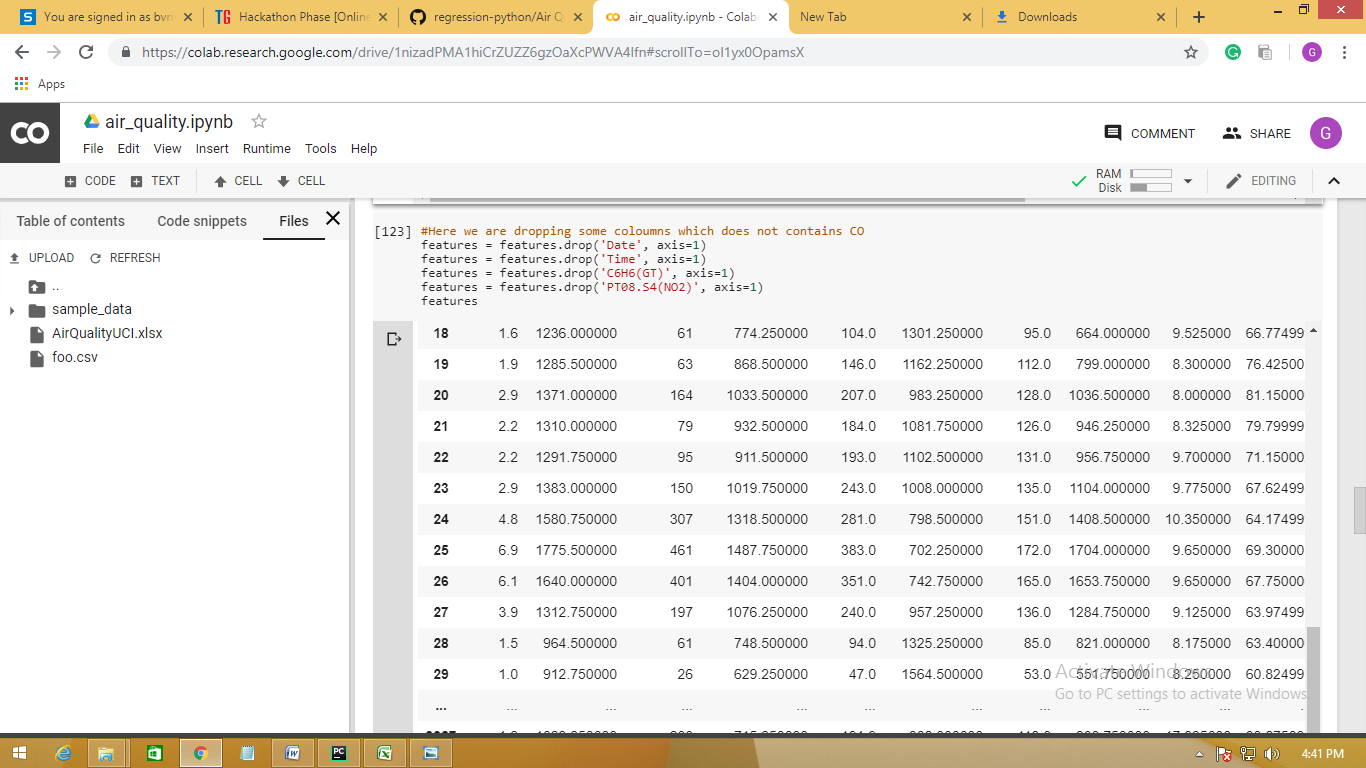 You are signed in as bvr
Hackathon Phase [Online
regression-python/Air Q
air_quality.ipynb - Colab
New Tab
Downloads
https://colab.research.google.com/drive/1nizadPMA1hiCrZUZZ6gzOaXcPWVA4lfn#scrollTo=oI1yx0OpamsX
G
Apps
CO
air_quality.ipynb
COMMENT
SHARE
G
File Edit View Insert Runtime Tools Help
CODE TEXT CELL CELL
RAM
Disk
EDITING
Table of contents Code snippets Files
UPLOAD REFRESH
..
sample_data
AirQualityUCI.xlsx
foo.csv
[123] #Here we are dropping some coloumns which does not contains CO
features = features.drop('Date', axis=1)
features = features.drop('Time', axis=1)
features = features.drop('C6H6(GT)', axis=1)
features = features.drop('PT08.S4(NO2)', axis=1)
features
18 1.6 1236.000000 61 774.250000 104.0 1301.250000 95.0 664.000000 9.525000 66.77499
19 1.9 1285.500000 63 868.500000 146.0 1162.250000 112.0 799.000000 8.300000 76.42500
20 2.9 1371.000000 164 1033.500000 207.0 983.250000 128.0 1036.500000 8.000000 81.15000
21 2.2 1310.000000 79 932.500000 184.0 1081.750000 126.0 946.250000 8.325000 79.79999
22 2.2 1291.750000 95 911.500000 193.0 1102.500000 131.0 956.750000 9.700000 71.15000
23 2.9 1383.000000 150 1019.750000 243.0 1008.000000 135.0 1104.000000 9.775000 67.62499
24 4.8 1580.750000 307 1318.500000 281.0 798.500000 151.0 1408.500000 10.350000 64.17499
25 6.9 1775.500000 461 1487.750000 383.0 702.250000 172.0 1704.000000 9.650000 69.30000
26 6.1 1640.000000 401 1404.000000 351.0 742.750000 165.0 1653.750000 9.650000 67.75000
27 3.9 1312.750000 197 1076.250000 240.0 957.250000 136.0 1284.750000 9.125000 63.97499
28 1.5 964.500000 61 748.500000 94.0 1325.250000 85.0 821.000000 8.175000 63.40000
29 1.0 912.750000 26 629.250000 47.0 1564.500000 53.0 551.750000 8.250000 60.82499
... ... ... ... ... ... ... ... ... ... .
Activate Windows
Go to PC settings to activate Windows.
4:41 PM